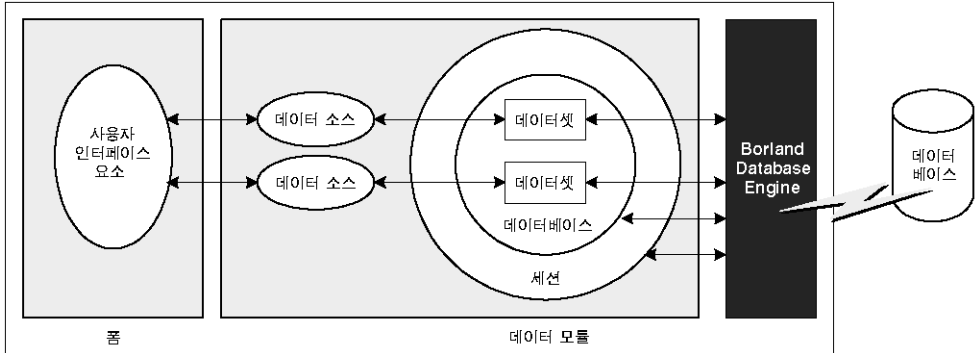 사용자
인터페이스
요소
데이터 소스
데이터 소스
데이터셋
데이터셋
데이터베이스
세션
Borland
Database
Engine
데이터
베이스
폼
데이터 모듈